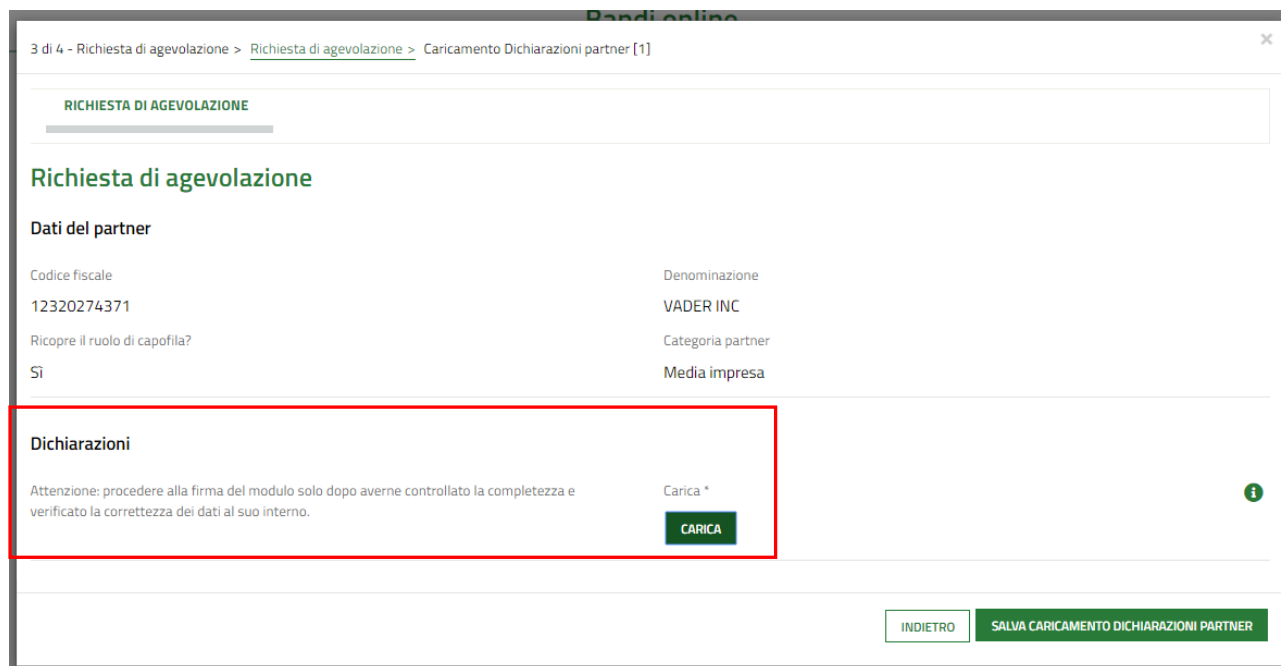 Bandi online
3 di 4 - Richiesta di agevolazione > Richiesta di agevolazione > Caricamento Dichiarazioni partner [1]
×
RICHIESTA DI AGEVOLAZIONE
Richiesta di agevolazione
Dati del partner
Codice fiscale
Denominazione
12320274371
VADER INC
Ricopre il ruolo di capofila?
Categoria partner
Sì
Media impresa
Dichiarazioni
Attenzione: procedere alla firma del modulo solo dopo averne controllato la completezza e
verificato la correttezza dei dati al suo interno.
Carica *
CARICA
INDIETRO
SALVA CARICAMENTO DICHIARAZIONI PARTNER